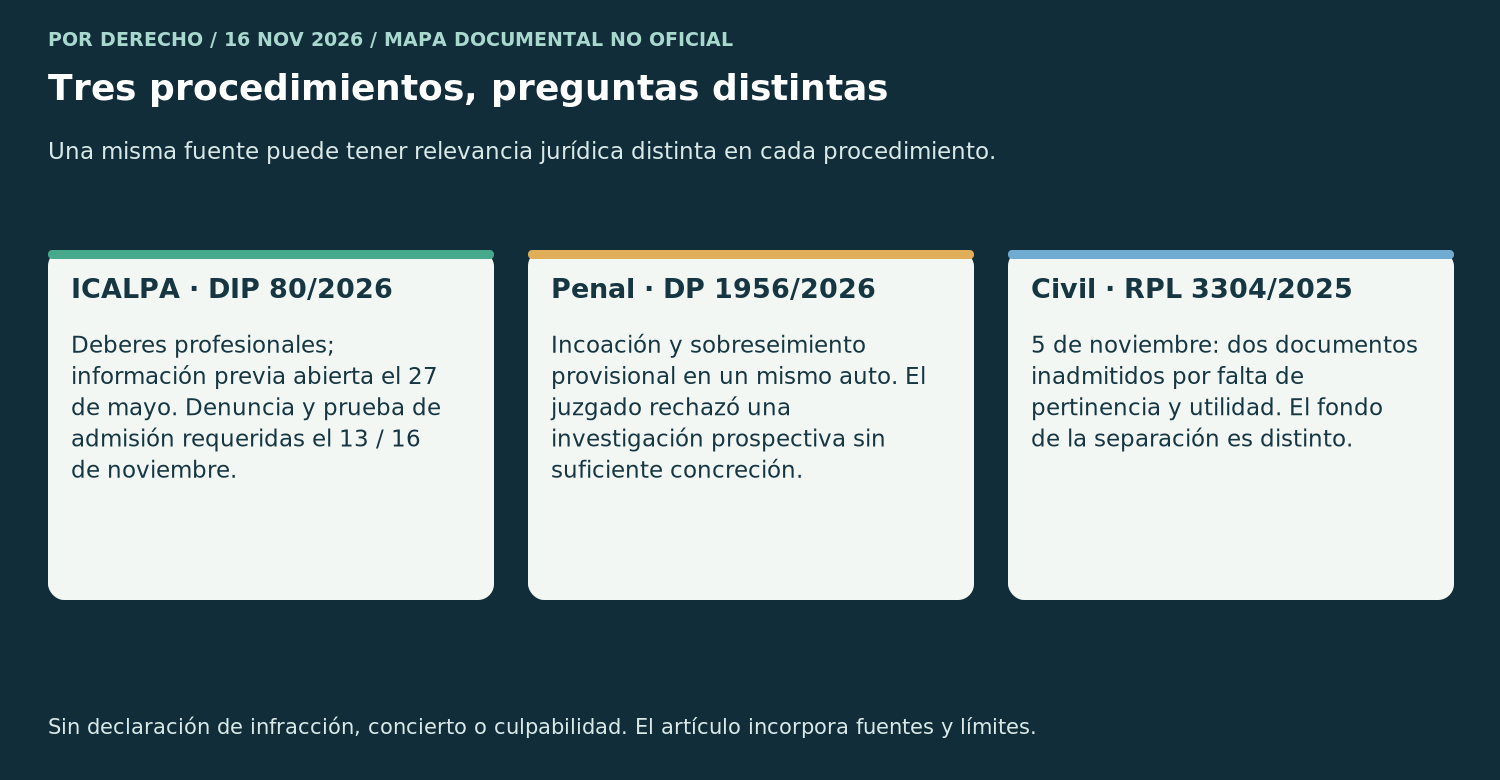 POR DERECHO / 16 NOV 2026 / MAPA DOCUMENTAL NO OFICIAL
Tres procedimientos, preguntas distintas
Una misma fuente puede tener relevancia jurídica distinta en cada procedimiento.
ICALPA · DIP 80/2026
Deberes profesionales;
información previa abierta el 27
de mayo. Denuncia y prueba de
admisión requeridas el 13 / 16
de noviembre.
Penal · DP 1956/2026
Incoación y sobreseimiento
provisional en un mismo auto. El
juzgado rechazó una
investigación prospectiva sin
suficiente concreción.
Civil · RPL 3304/2025
5 de noviembre: dos documentos
inadmitidos por falta de
pertinencia y utilidad. El fondo
de la separación es distinto.
Sin declaración de infracción, concierto o culpabilidad. El artículo incorpora fuentes y límites.